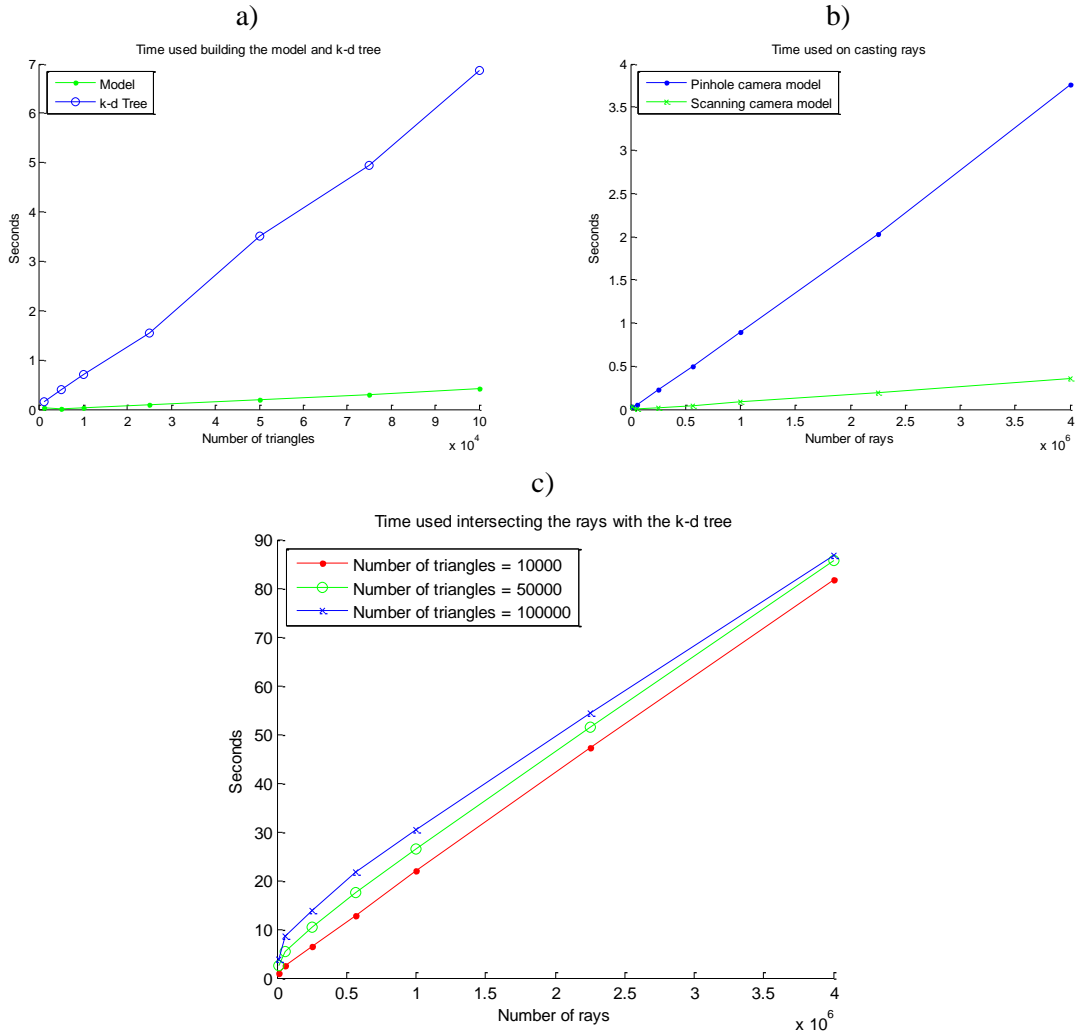 a)
Time used building the model and k-d tree
7
6
5
4
3
2
1
0
Seconds
Model
k-d Tree
0 1 2 3 4 5 6 7 8 9 10
Number of triangles
x 10^4
b)
Time used on casting rays
4
3.5
3
2.5
2
1.5
1
0.5
0
Seconds
Pinhole camera model
Scanning camera model
0 0.5 1 1.5 2 2.5 3 3.5 4
Number of rays
x 10^6
c)
Time used intersecting the rays with the k-d tree
90
80
70
60
50
40
30
20
10
0
Seconds
Number of triangles = 10000
Number of triangles = 50000
Number of triangles = 100000
0 0.5 1 1.5 2 2.5 3 3.5 4
Number of rays
x 10^6